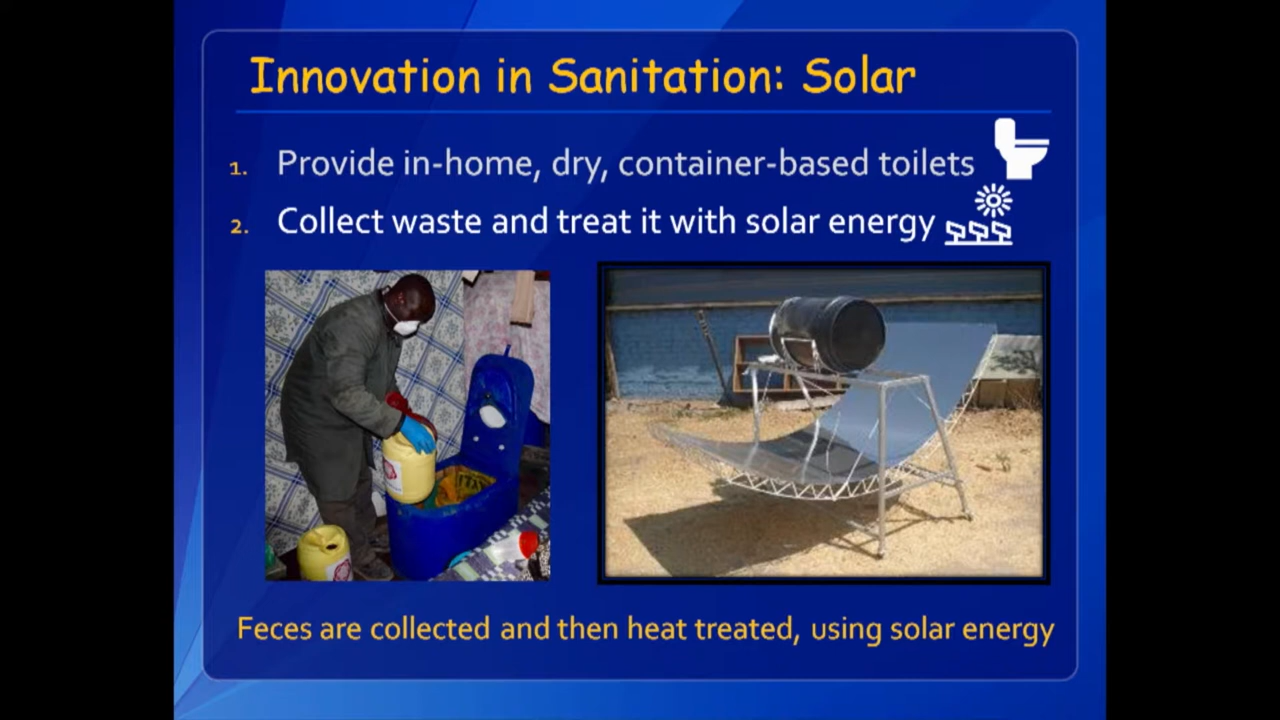 Innovation in Sanitation: Solar
1. Provide in-home, dry, container-based toilets
2. Collect waste and treat it with solar energy
Feces are collected and then heat treated, using solar energy